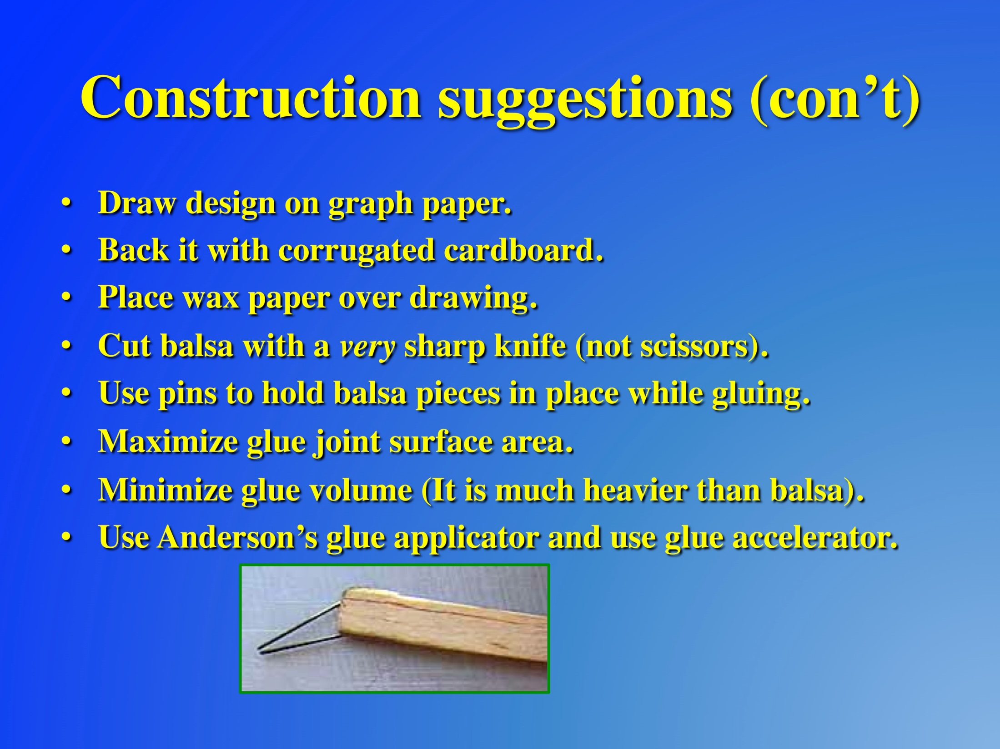 Construction suggestions (con’t)
• Draw design on graph paper.
• Back it with corrugated cardboard.
• Place wax paper over drawing.
• Cut balsa with a very sharp knife (not scissors).
• Use pins to hold balsa pieces in place while gluing.
• Maximize glue joint surface area.
• Minimize glue volume (It is much heavier than balsa).
• Use Anderson’s glue applicator and use glue accelerator.